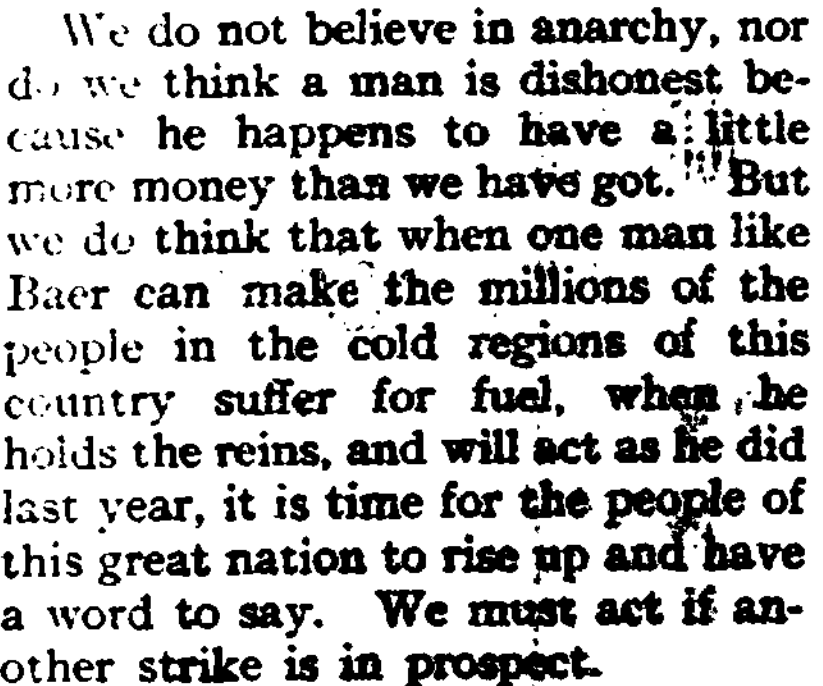 We do not believe in anarchy, nor
do we think a man is dishonest be-
cause he happens to have a little
more money than we have got. But
we do think that when one man like
Baer can make the millions of the
people in the cold regions of this
country suffer for fuel, when he
holds the reins, and will act as he did
last year, it is time for the people of
this great nation to rise up and have
a word to say. We must act if an-
other strike is in prospect.